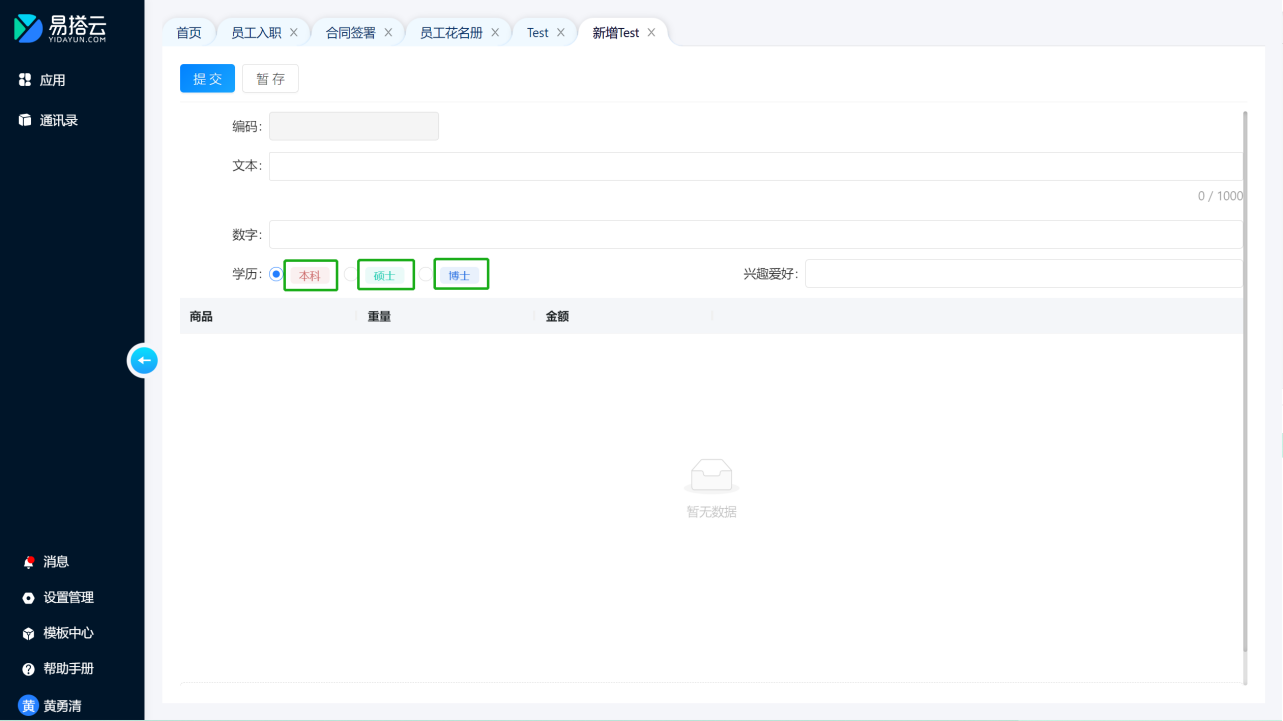 易搭云
YIDAYUN.COM
首页 员工入职 合同签署 员工花名册 Test 新增Test
应用
通讯录
提交 暂存
编码:
文本:
0 / 1000
数字:
学历: 本科 硕士 博士 兴趣爱好:
商品 重量 金额
暂无数据
消息
设置管理
模板中心
帮助手册
黄 黄勇清